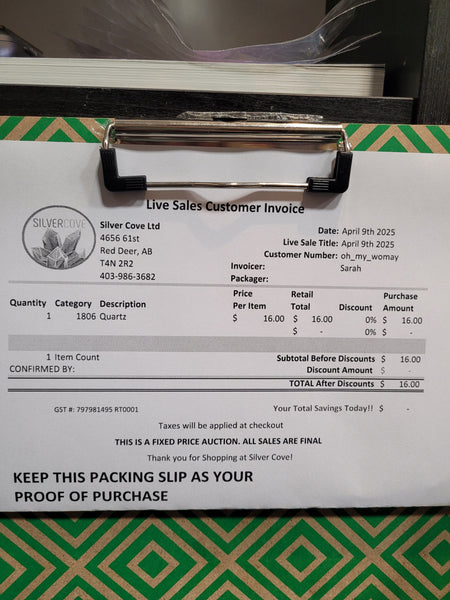 Live Sales Customer Invoice
SILVERCOVE
Silver Cove Ltd
4656 61st
Red Deer, AB
T4N 2R2
403-986-3682
Date: April 9th 2025
Live Sale Title: April 9th 2025
Customer Number: oh_my_womay
Invoicer: Sarah
Packager:
Quantity Category Description Price Per Item Retail Total Discount Purchase Amount
1 1806 Quartz $ 16.00 $ 16.00 0% $ 16.00
$ - 0% $ -
1 Item Count Subtotal Before Discounts $ 16.00
CONFIRMED BY: Discount Amount $ -
TOTAL After Discounts $ 16.00
GST #: 797981495 RT0001 Your Total Savings Today!! $ -
Taxes will be applied at checkout
THIS IS A FIXED PRICE AUCTION. ALL SALES ARE FINAL
Thank you for Shopping at Silver Cove!
KEEP THIS PACKING SLIP AS YOUR
PROOF OF PURCHASE